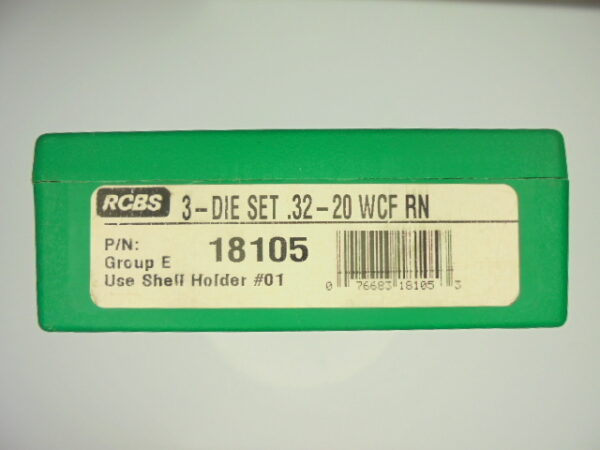 RCBS 3-DIE SET .32-20 WCF RN
P/N: 18105
Group E
Use Shell Holder #01
0 76683 18105 3